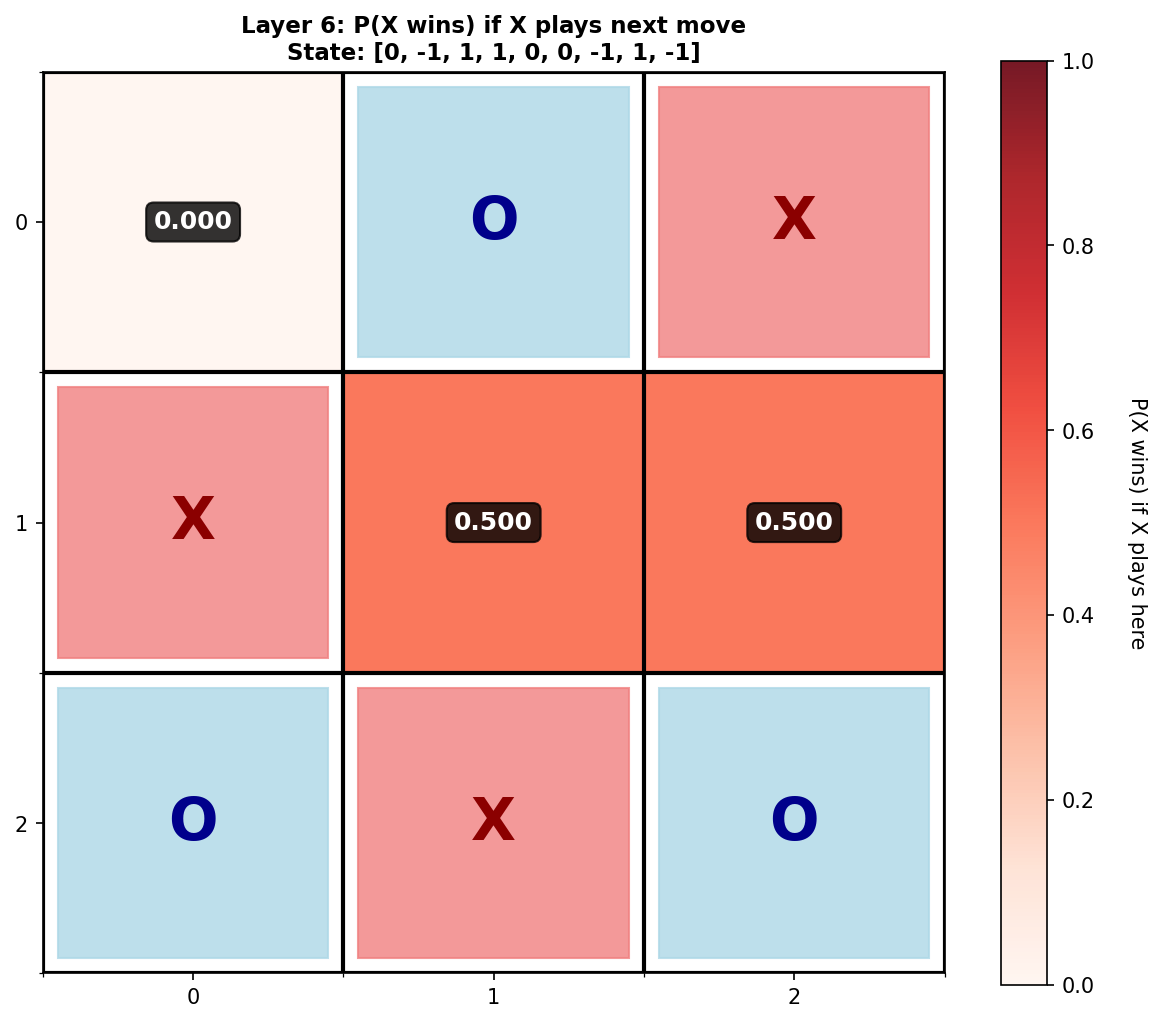 Layer 6: P(X wins) if X plays next move
State: [0, -1, 1, 1, 0, 0, -1, 1, -1]
0
0.000
O
X
1
X
0.500
0.500
2
O
X
O
0
1
2
1.0
0.8
0.6
0.4
0.2
0.0
P(X wins) if X plays here